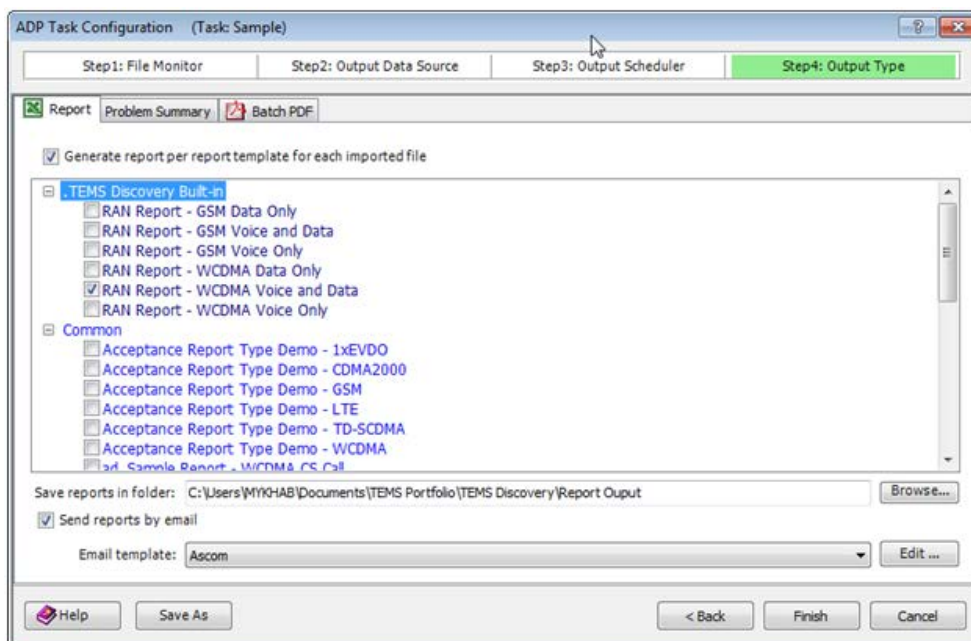 ADP Task Configuration (Task: Sample)
Step1: File Monitor
Step2: Output Data Source
Step3: Output Scheduler
Step4: Output Type
Report
Problem Summary
Batch PDF
Generate report per report template for each imported file
.TEMS Discovery Built-in
RAN Report - GSM Data Only
RAN Report - GSM Voice and Data
RAN Report - GSM Voice Only
RAN Report - WCDMA Data Only
RAN Report - WCDMA Voice and Data
RAN Report - WCDMA Voice Only
Common
Acceptance Report Type Demo - 1xEVDO
Acceptance Report Type Demo - CDMA2000
Acceptance Report Type Demo - GSM
Acceptance Report Type Demo - LTE
Acceptance Report Type Demo - TD-SCDMA
Acceptance Report Type Demo - WCDMA
ad_Sample Report - WCDMA CS Call
Save reports in folder: C:\Users\MYKHAB\Documents\TEMS Portfolio\TEMS Discovery\Report Ouput
Browse...
Send reports by email
Email template: Ascom
Edit ...
Help
Save As
< Back
Finish
Cancel